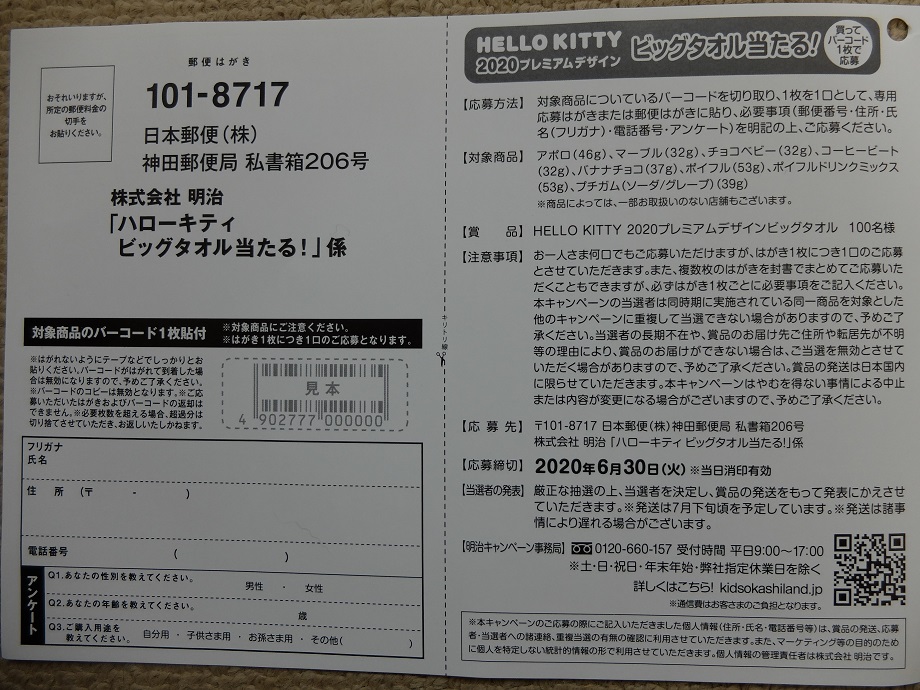 郵便はがき
おそれいりますが、
所定の郵便料金の
切手を
お貼りください。
101-8717
日本郵便(株)
神田郵便局 私書箱206号
株式会社 明治
「ハローキティ
ビッグタオル当たる!」係
対象商品のバーコード1枚貼付
※対象商品にご注意ください。
※はがき1枚につき1口のご応募となります。
※はがれないようにテープなどでしっかりとお
貼りください。バーコードがはがれて到着した場合
は無効になりますので、予めご了承ください。
※バーコードのコピーは無効となります。※ご応
募いただいたはがきおよびバーコードの返却は
できません。※必要枚数を超える場合、超過分は
切り捨てさせていただき、お返しいたしかねます。
見本
4 902777 000000
フリガナ
氏名
住 所 (〒 - )
電話番号 ( )
アンケート
Q1.あなたの性別を教えてください。
男性 ・ 女性
Q2.あなたの年齢を教えてください。
歳
Q3.ご購入用途を
教えてください。
自分用 ・ 子供さま用 ・ お孫さま用 ・ その他( )
キリトリ線
HELLO KITTY
2020プレミアムデザイン
ビッグタオル当たる!
買って
バーコード
1枚で
応募
【応募方法】 対象商品についているバーコードを切り取り、1枚を1口として、専用
応募はがきまたは郵便はがきに貼り、必要事項(郵便番号・住所・氏
名(フリガナ)・電話番号・アンケート)を明記の上、ご応募ください。
【対象商品】 アポロ(46g)、マーブル(32g)、チョコベビー(32g)、コーヒービート
(32g)、バナナチョコ(37g)、ポイフル(53g)、ポイフルドリンクミックス
(53g)、プチガム(ソーダ/グレープ)(39g)
※商品によっては、一部お取扱いのない店舗もございます。
【賞 品】 HELLO KITTY 2020プレミアムデザインビッグタオル 100名様
【注意事項】 お一人さま何口でもご応募いただけますが、はがき1枚につき1口のご応募
とさせていただきます。また、複数枚のはがきを封書でまとめてご応募いた
だくこともできますが、必ずはがき1枚ごとに必要事項をご記入ください。
本キャンペーンの当選者は同時期に実施されている同一商品を対象とした
他のキャンペーンに重複して当選できない場合がありますので、予めご了
承ください。当選者の長期不在や、賞品のお届け先ご住所や転居先が不明
等の理由により、賞品のお届けができない場合は、ご当選を無効とさせて
いただく場合がありますので、予めご了承ください。賞品の発送は日本国内
に限らせていただきます。本キャンペーンはやむを得ない事情による中止
または内容が変更になる場合がございますので、予めご了承ください。
【応 募 先】 〒101-8717 日本郵便(株)神田郵便局 私書箱206号
株式会社 明治 「ハローキティ ビッグタオル当たる!」係
【応募締切】 2020年6月30日(火) ※当日消印有効
【当選者の発表】 厳正な抽選の上、当選者を決定し、賞品の発送をもって発表にかえさせ
ていただきます。※発送は7月下旬頃を予定しています。※発送は諸事
情により遅れる場合がございます。
【明治キャンペーン事務局】 0120-660-157 受付時間 平日9:00〜17:00
※土・日・祝日・年末年始・弊社指定休業日を除く
詳しくはこちら! kidsokashiland.jp
※通信費はお客さまのご負担となります。
※本キャンペーンのご応募の際にご記入いただきました個人情報(住所・氏名・電話番号等)は、賞品の発送、応募
者・当選者への諸連絡、重複当選の有無の確認に利用させていただきます。また、マーケティング等の目的のため
に個人を特定しない統計的情報の形で利用させていただきます。個人情報の管理責任者は株式会社 明治です。